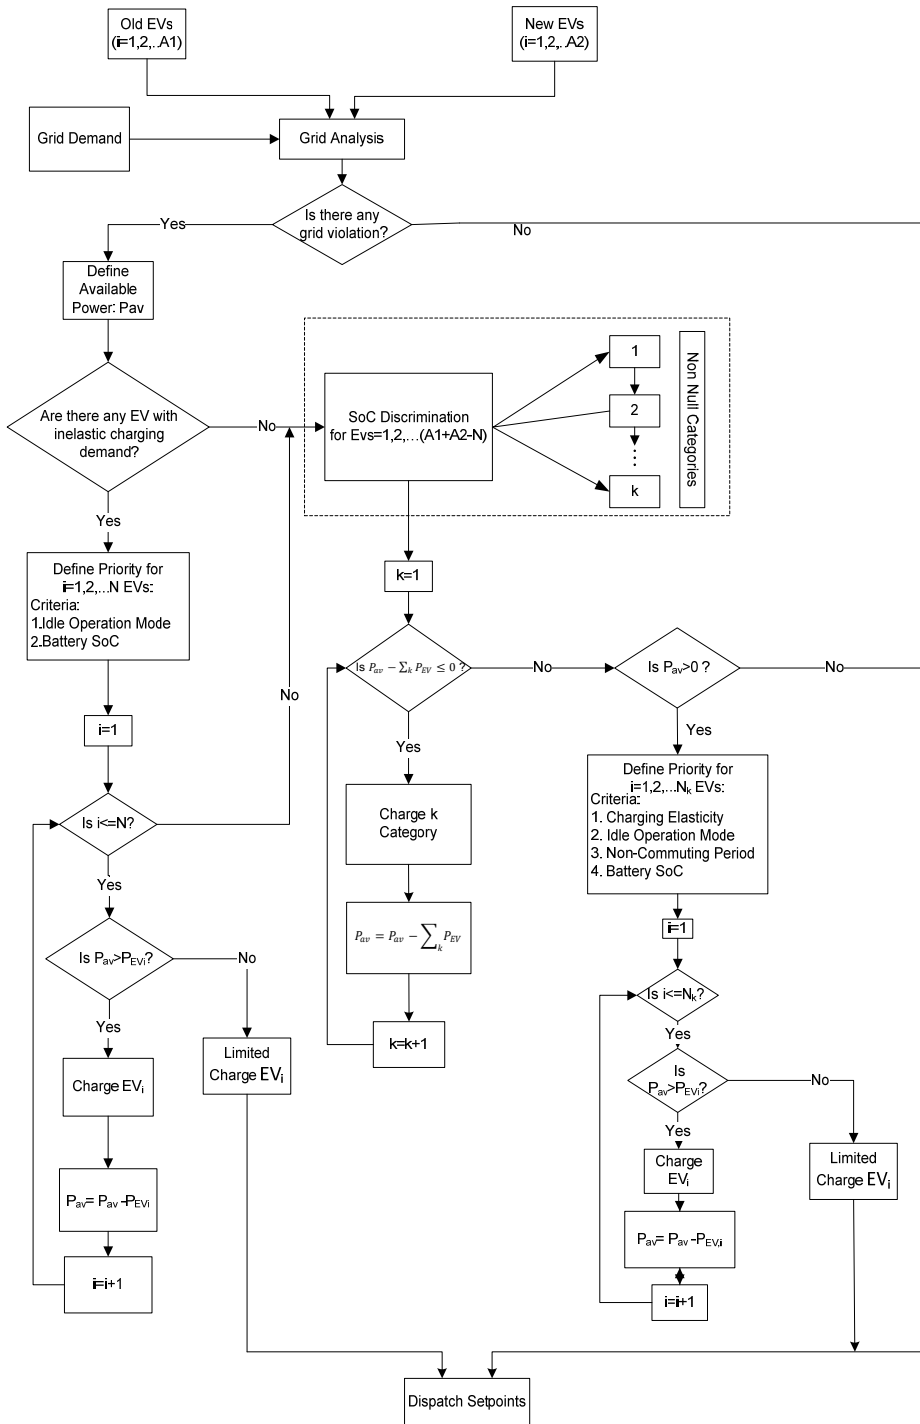 Old EVs
(i=1,2,..A1)
New EVs
(i=1,2,..A2)
Grid Demand
Grid Analysis
Is there any
grid violation?
Yes
No
Define
Available
Power: Pav
Are there any EV with
inelastic charging
demand?
No
SoC Discrimination
for Evs=1,2,...(A1+A2-N)
1
2
⋮
k
Non Null Categories
Yes
Define Priority for
i=1,2,...N EVs:
Criteria:
1.Idle Operation Mode
2.Battery SoC
k=1
Is P_av − ∑_k P_EV ≤ 0 ?
No
Is P_av>0 ?
No
No
i=1
Yes
Yes
Charge k
Category
Define Priority for
i=1,2,...N_k EVs:
Criteria:
1. Charging Elasticity
2. Idle Operation Mode
3. Non-Commuting Period
4. Battery SoC
Is i<=N?
Yes
P_av = P_av − ∑_k P_EV
i=1
Is P_av>P_EVi?
No
Is i<=N_k?
Yes
Yes
k=k+1
Limited
Charge EV_i
Charge EV_i
Is
P_av>P_EVi?
No
Yes
Charge
EV_i
Limited
Charge EV_i
P_av= P_av -P_EVi
P_av= P_av -P_EV,i
i=i+1
i=i+1
Dispatch Setpoints